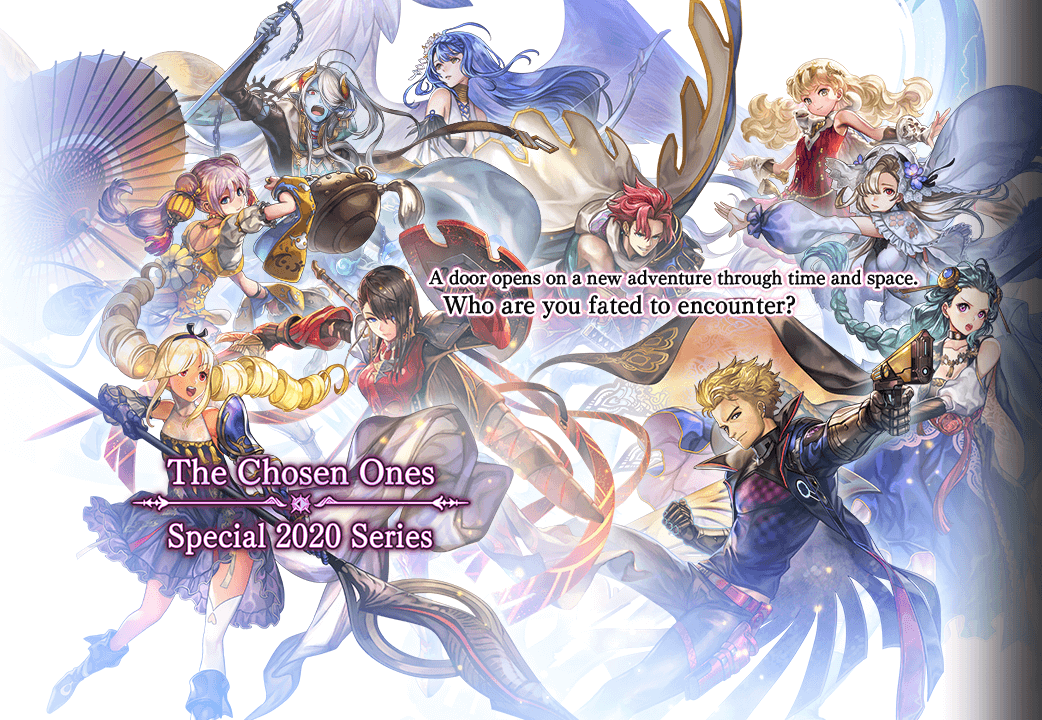 A door opens on a new adventure through time and space.
Who are you fated to encounter?
The Chosen Ones
Special 2020 Series